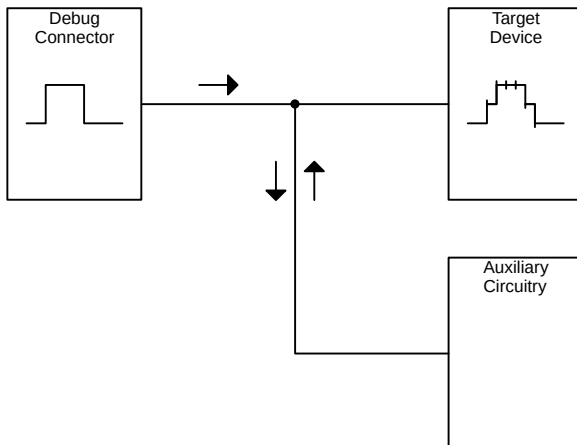 Debug
Connector
Target
Device
Auxiliary
Circuitry